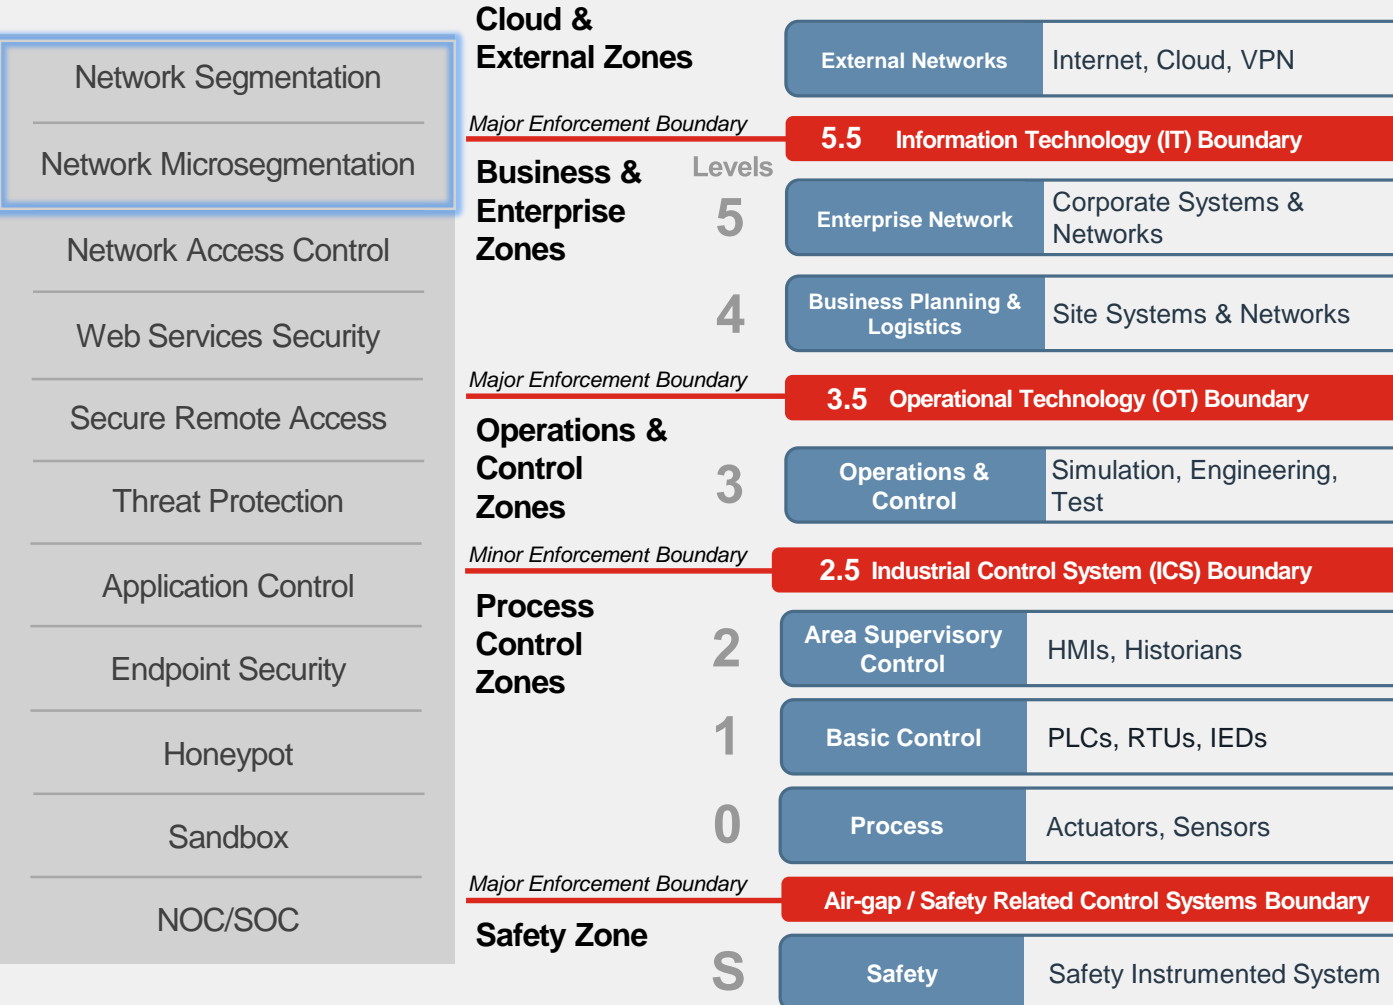 Network Segmentation
Network Microsegmentation
Network Access Control
Web Services Security
Secure Remote Access
Threat Protection
Application Control
Endpoint Security
Honeypot
Sandbox
NOC/SOC
Cloud &
External Zones
External Networks
Internet, Cloud, VPN
Major Enforcement Boundary
5.5 Information Technology (IT) Boundary
Business &
Enterprise
Zones
Levels
5
Enterprise Network
Corporate Systems &
Networks
4
Business Planning &
Logistics
Site Systems & Networks
Major Enforcement Boundary
3.5 Operational Technology (OT) Boundary
Operations &
Control
Zones
3
Operations &
Control
Simulation, Engineering,
Test
Minor Enforcement Boundary
2.5 Industrial Control System (ICS) Boundary
Process
Control
Zones
2
Area Supervisory
Control
HMIs, Historians
1
Basic Control
PLCs, RTUs, IEDs
0
Process
Actuators, Sensors
Major Enforcement Boundary
Air-gap / Safety Related Control Systems Boundary
Safety Zone
S
Safety
Safety Instrumented System